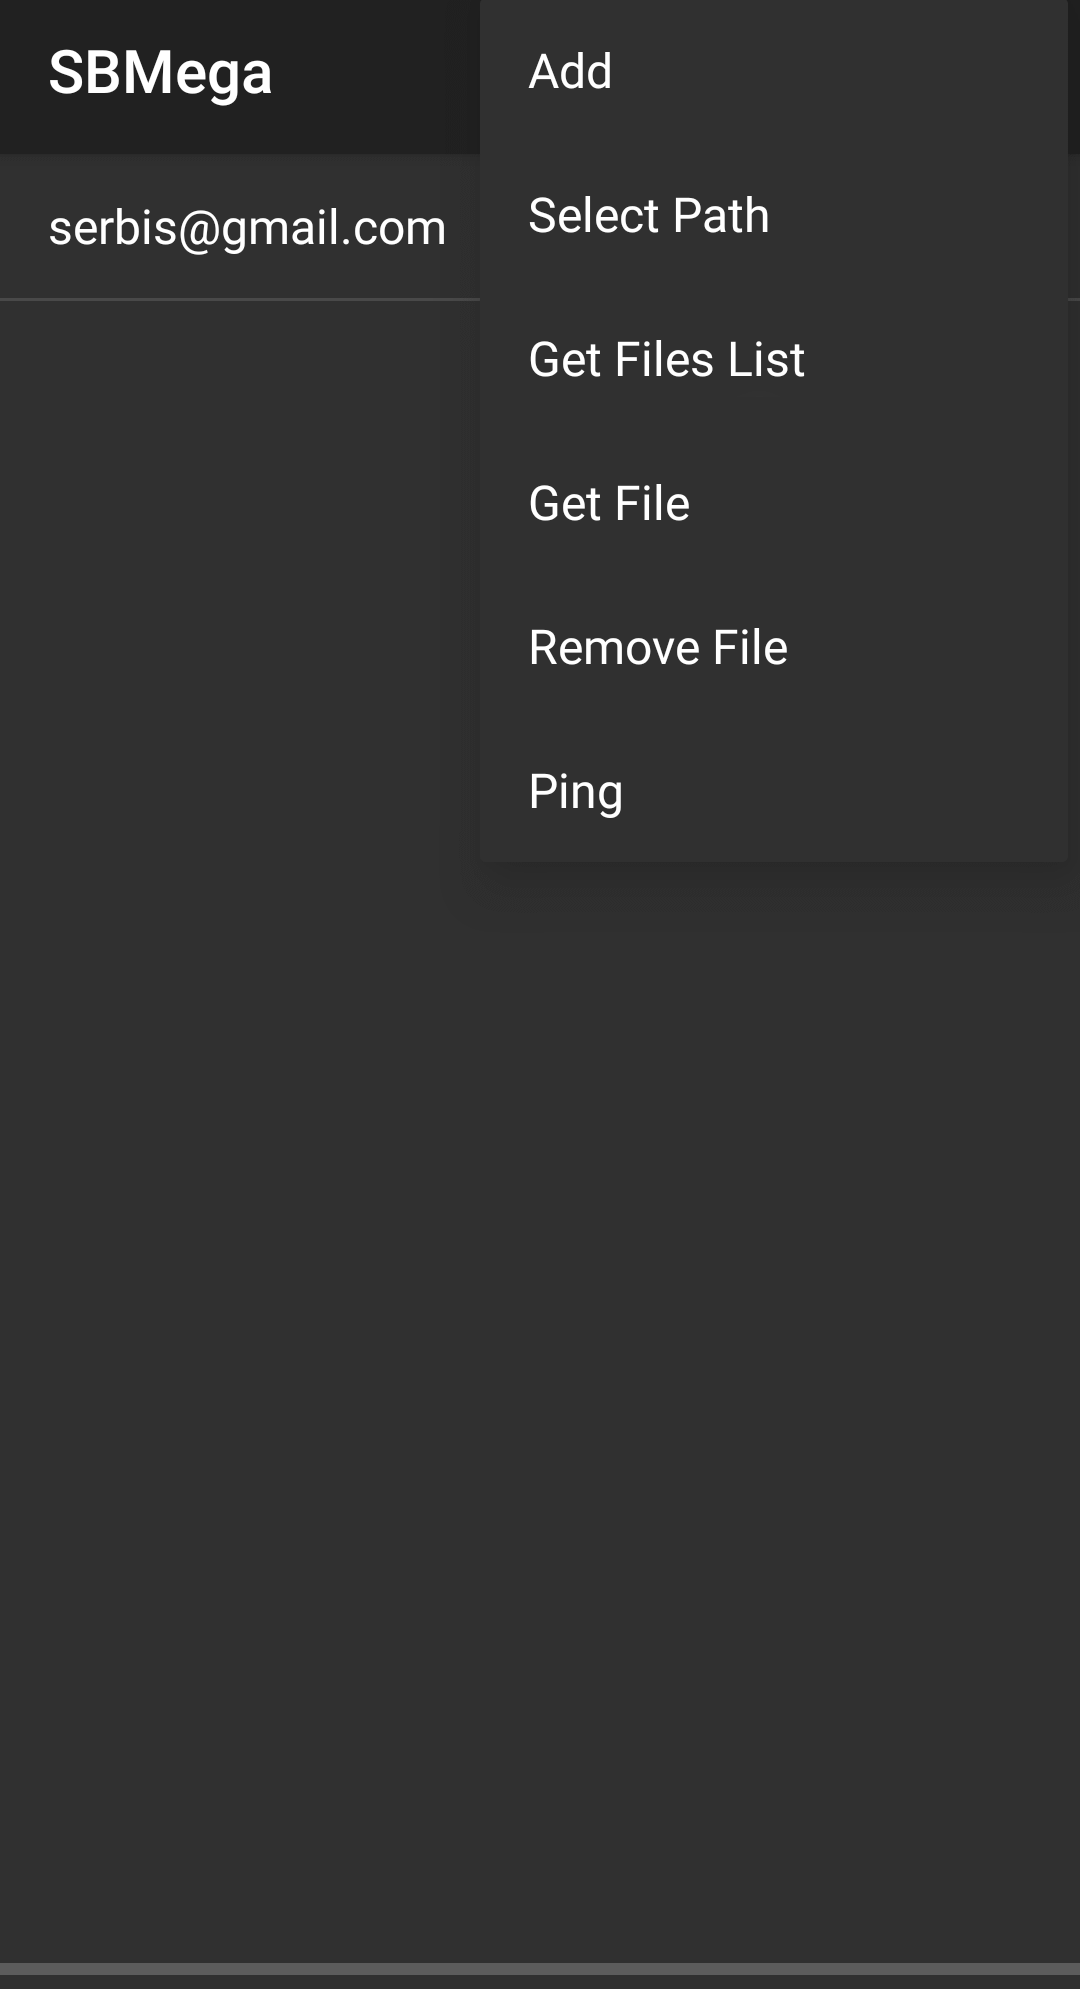 SBMega
serbis@gmail.com
Add
Select Path
Get Files List
Get File
Remove File
Ping